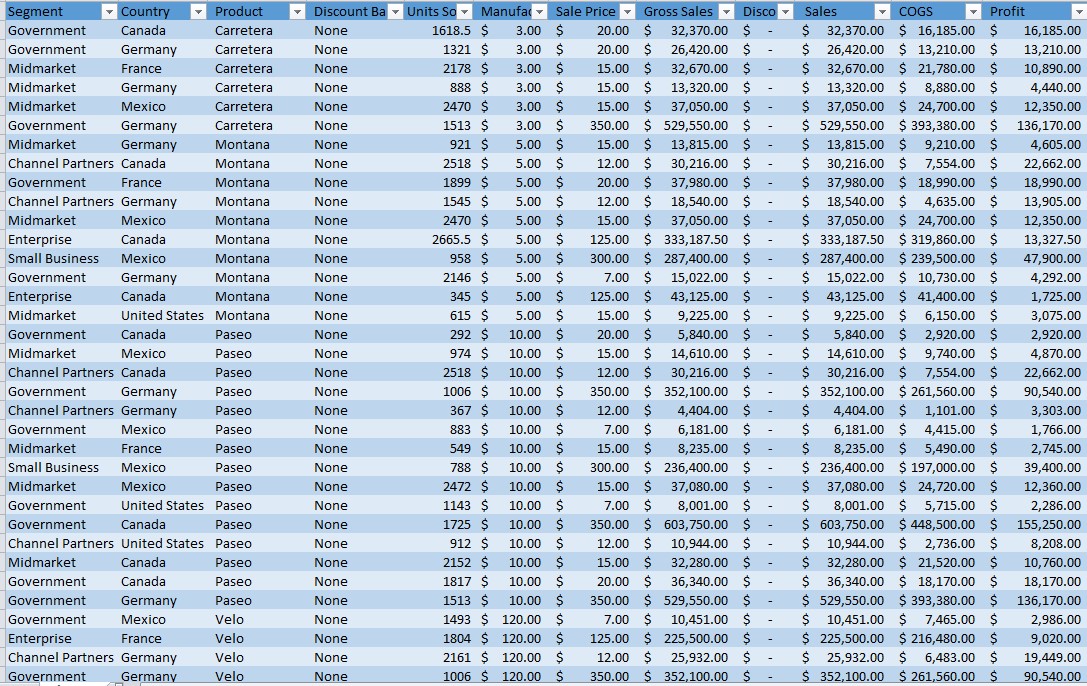 Segment Country Product Discount Ba Units So Manufac Sale Price Gross Sales Disco Sales COGS Profit
Government Canada Carretera None 1618.5 $ 3.00 $ 20.00 $ 32,370.00 $ - $ 32,370.00 $ 16,185.00 $ 16,185.00
Government Germany Carretera None 1321 $ 3.00 $ 20.00 $ 26,420.00 $ - $ 26,420.00 $ 13,210.00 $ 13,210.00
Midmarket France Carretera None 2178 $ 3.00 $ 15.00 $ 32,670.00 $ - $ 32,670.00 $ 21,780.00 $ 10,890.00
Midmarket Germany Carretera None 888 $ 3.00 $ 15.00 $ 13,320.00 $ - $ 13,320.00 $ 8,880.00 $ 4,440.00
Midmarket Mexico Carretera None 2470 $ 3.00 $ 15.00 $ 37,050.00 $ - $ 37,050.00 $ 24,700.00 $ 12,350.00
Government Germany Carretera None 1513 $ 3.00 $ 350.00 $ 529,550.00 $ - $ 529,550.00 $ 393,380.00 $ 136,170.00
Midmarket Germany Montana None 921 $ 5.00 $ 15.00 $ 13,815.00 $ - $ 13,815.00 $ 9,210.00 $ 4,605.00
Channel Partners Canada Montana None 2518 $ 5.00 $ 12.00 $ 30,216.00 $ - $ 30,216.00 $ 7,554.00 $ 22,662.00
Government France Montana None 1899 $ 5.00 $ 20.00 $ 37,980.00 $ - $ 37,980.00 $ 18,990.00 $ 18,990.00
Channel Partners Germany Montana None 1545 $ 5.00 $ 12.00 $ 18,540.00 $ - $ 18,540.00 $ 4,635.00 $ 13,905.00
Midmarket Mexico Montana None 2470 $ 5.00 $ 15.00 $ 37,050.00 $ - $ 37,050.00 $ 24,700.00 $ 12,350.00
Enterprise Canada Montana None 2665.5 $ 5.00 $ 125.00 $ 333,187.50 $ - $ 333,187.50 $ 319,860.00 $ 13,327.50
Small Business Mexico Montana None 958 $ 5.00 $ 300.00 $ 287,400.00 $ - $ 287,400.00 $ 239,500.00 $ 47,900.00
Government Germany Montana None 2146 $ 5.00 $ 7.00 $ 15,022.00 $ - $ 15,022.00 $ 10,730.00 $ 4,292.00
Enterprise Canada Montana None 345 $ 5.00 $ 125.00 $ 43,125.00 $ - $ 43,125.00 $ 41,400.00 $ 1,725.00
Midmarket United States Montana None 615 $ 5.00 $ 15.00 $ 9,225.00 $ - $ 9,225.00 $ 6,150.00 $ 3,075.00
Government Canada Paseo None 292 $ 10.00 $ 20.00 $ 5,840.00 $ - $ 5,840.00 $ 2,920.00 $ 2,920.00
Midmarket Mexico Paseo None 974 $ 10.00 $ 15.00 $ 14,610.00 $ - $ 14,610.00 $ 9,740.00 $ 4,870.00
Channel Partners Canada Paseo None 2518 $ 10.00 $ 12.00 $ 30,216.00 $ - $ 30,216.00 $ 7,554.00 $ 22,662.00
Government Germany Paseo None 1006 $ 10.00 $ 350.00 $ 352,100.00 $ - $ 352,100.00 $ 261,560.00 $ 90,540.00
Channel Partners Germany Paseo None 367 $ 10.00 $ 12.00 $ 4,404.00 $ - $ 4,404.00 $ 1,101.00 $ 3,303.00
Government Mexico Paseo None 883 $ 10.00 $ 7.00 $ 6,181.00 $ - $ 6,181.00 $ 4,415.00 $ 1,766.00
Midmarket France Paseo None 549 $ 10.00 $ 15.00 $ 8,235.00 $ - $ 8,235.00 $ 5,490.00 $ 2,745.00
Small Business Mexico Paseo None 788 $ 10.00 $ 300.00 $ 236,400.00 $ - $ 236,400.00 $ 197,000.00 $ 39,400.00
Midmarket Mexico Paseo None 2472 $ 10.00 $ 15.00 $ 37,080.00 $ - $ 37,080.00 $ 24,720.00 $ 12,360.00
Government United States Paseo None 1143 $ 10.00 $ 7.00 $ 8,001.00 $ - $ 8,001.00 $ 5,715.00 $ 2,286.00
Government Canada Paseo None 1725 $ 10.00 $ 350.00 $ 603,750.00 $ - $ 603,750.00 $ 448,500.00 $ 155,250.00
Channel Partners United States Paseo None 912 $ 10.00 $ 12.00 $ 10,944.00 $ - $ 10,944.00 $ 2,736.00 $ 8,208.00
Midmarket Canada Paseo None 2152 $ 10.00 $ 15.00 $ 32,280.00 $ - $ 32,280.00 $ 21,520.00 $ 10,760.00
Government Canada Paseo None 1817 $ 10.00 $ 20.00 $ 36,340.00 $ - $ 36,340.00 $ 18,170.00 $ 18,170.00
Government Germany Paseo None 1513 $ 10.00 $ 350.00 $ 529,550.00 $ - $ 529,550.00 $ 393,380.00 $ 136,170.00
Government Mexico Velo None 1493 $ 120.00 $ 7.00 $ 10,451.00 $ - $ 10,451.00 $ 7,465.00 $ 2,986.00
Enterprise France Velo None 1804 $ 120.00 $ 125.00 $ 225,500.00 $ - $ 225,500.00 $ 216,480.00 $ 9,020.00
Channel Partners Germany Velo None 2161 $ 120.00 $ 12.00 $ 25,932.00 $ - $ 25,932.00 $ 6,483.00 $ 19,449.00
Government Germany Velo None 1006 $ 120.00 $ 350.00 $ 352,100.00 $ - $ 352,100.00 $ 261,560.00 $ 90,540.00